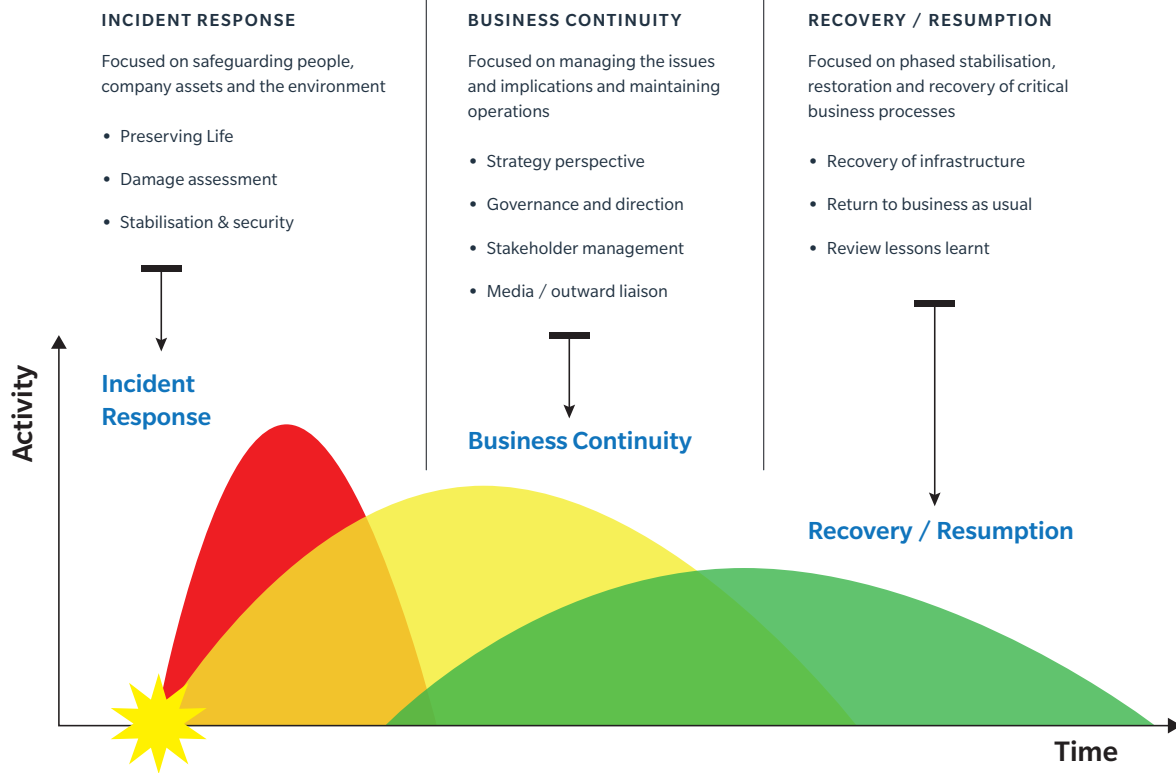 INCIDENT RESPONSE
Focused on safeguarding people,
company assets and the environment
• Preserving Life
• Damage assessment
• Stabilisation & security
BUSINESS CONTINUITY
Focused on managing the issues
and implications and maintaining
operations
• Strategy perspective
• Governance and direction
• Stakeholder management
• Media / outward liaison
RECOVERY / RESUMPTION
Focused on phased stabilisation,
restoration and recovery of critical
business processes
• Recovery of infrastructure
• Return to business as usual
• Review lessons learnt
Activity
Incident
Response
Business Continuity
Recovery / Resumption
Time